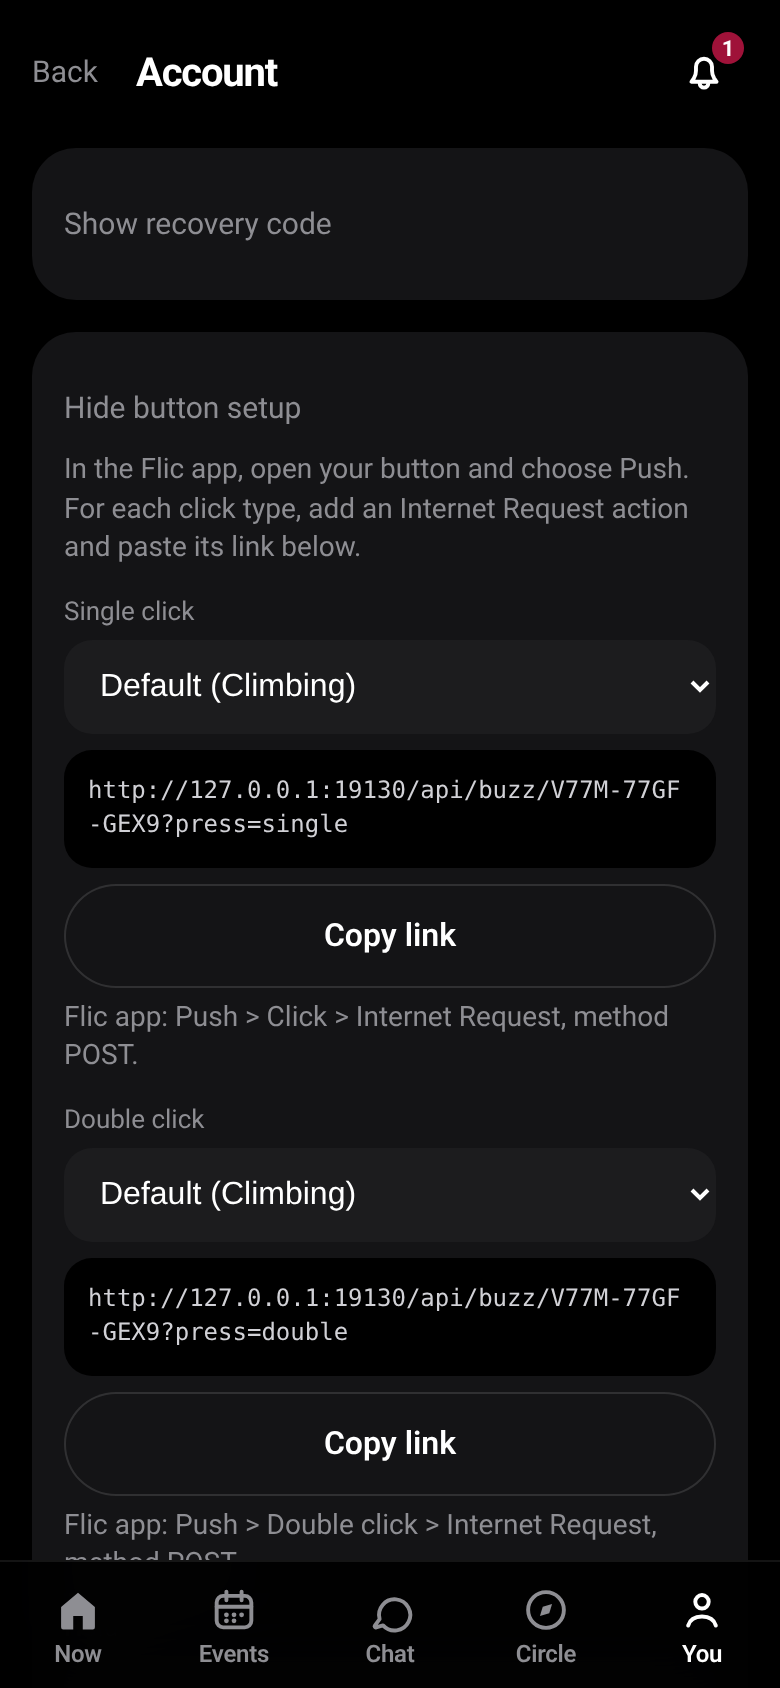 Back Account 1
Show recovery code
Hide button setup
In the Flic app, open your button and choose Push.
For each click type, add an Internet Request action
and paste its link below.
Single click
Default (Climbing)
http://127.0.0.1:19130/api/buzz/V77M-77GF
-GEX9?press=single
Copy link
Flic app: Push > Click > Internet Request, method
POST.
Double click
Default (Climbing)
http://127.0.0.1:19130/api/buzz/V77M-77GF
-GEX9?press=double
Copy link
Flic app: Push > Double click > Internet Request,
method POST
Now Events Chat Circle You